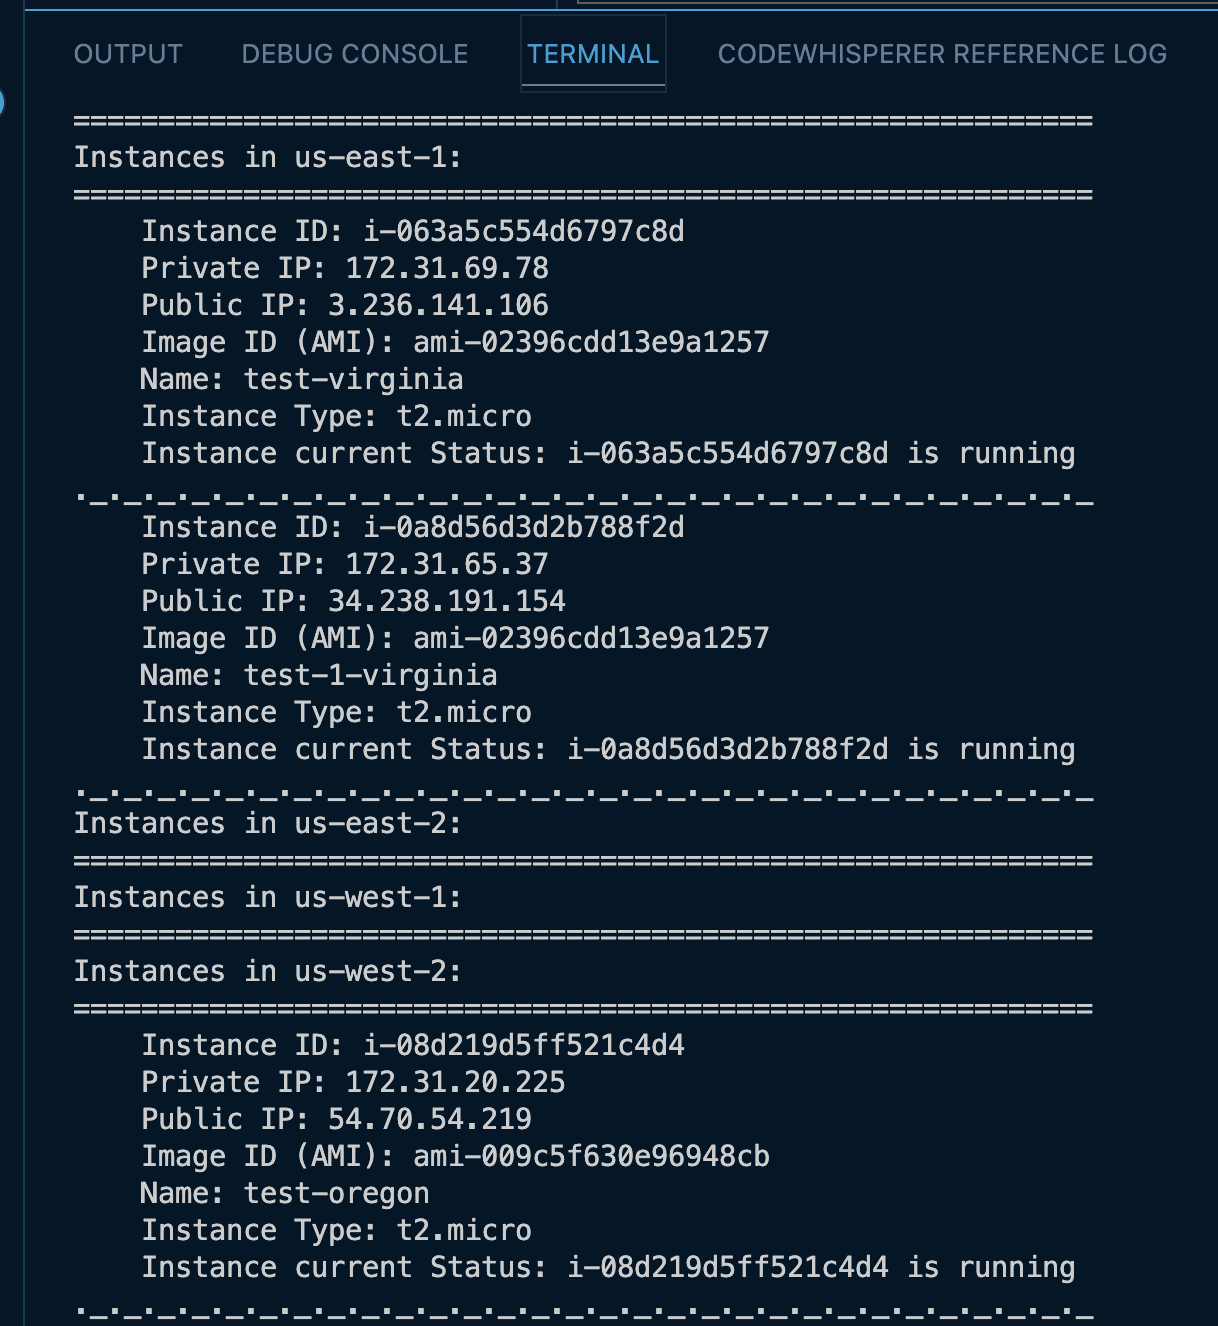 OUTPUT DEBUG CONSOLE TERMINAL CODEWHISPERER REFERENCE LOG
============================================================
Instances in us-east-1:
============================================================
    Instance ID: i-063a5c554d6797c8d
    Private IP: 172.31.69.78
    Public IP: 3.236.141.106
    Image ID (AMI): ami-02396cdd13e9a1257
    Name: test-virginia
    Instance Type: t2.micro
    Instance current Status: i-063a5c554d6797c8d is running
._._._._._._._._._._._._._._._._._._._._._._._._._._._._._._
    Instance ID: i-0a8d56d3d2b788f2d
    Private IP: 172.31.65.37
    Public IP: 34.238.191.154
    Image ID (AMI): ami-02396cdd13e9a1257
    Name: test-1-virginia
    Instance Type: t2.micro
    Instance current Status: i-0a8d56d3d2b788f2d is running
._._._._._._._._._._._._._._._._._._._._._._._._._._._._._._
Instances in us-east-2:
============================================================
Instances in us-west-1:
============================================================
Instances in us-west-2:
============================================================
    Instance ID: i-08d219d5ff521c4d4
    Private IP: 172.31.20.225
    Public IP: 54.70.54.219
    Image ID (AMI): ami-009c5f630e96948cb
    Name: test-oregon
    Instance Type: t2.micro
    Instance current Status: i-08d219d5ff521c4d4 is running
._._._._._._._._._._._._._._._._._._._._._._._._._._._._._._